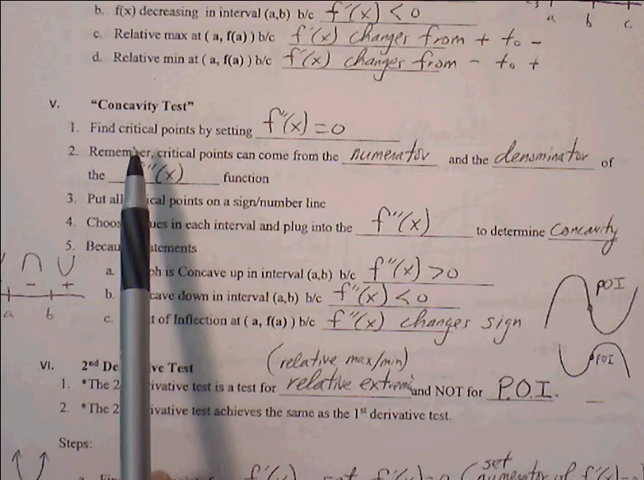 b. f(x) decreasing in interval (a,b) b/c f'(x) < 0
c. Relative max at ( a, f(a) ) b/c f'(x) changes from + to -
d. Relative min at ( a, f(a) ) b/c f'(x) changes from - to +
a b c
V. "Concavity Test"
1. Find critical points by setting f''(x) = 0
2. Remember, critical points can come from the numerator and the denominator of
the f''(x) function
3. Put all critical points on a sign/number line
4. Choos ues in each interval and plug into the f''(x) to determine concavity
5. Becau tements
- +
a b
a. ph is Concave up in interval (a,b) b/c f''(x) > 0
b. cave down in interval (a,b) b/c f''(x) < 0
c. t of Inflection at ( a, f(a) ) b/c f''(x) changes sign
POI
POI
VI. 2nd De ve Test (relative max/min)
1. *The 2 ivative test is a test for relative extrema and NOT for P.O.I.
2. *The 2 ivative test achieves the same as the 1st derivative test.
Steps:
(set